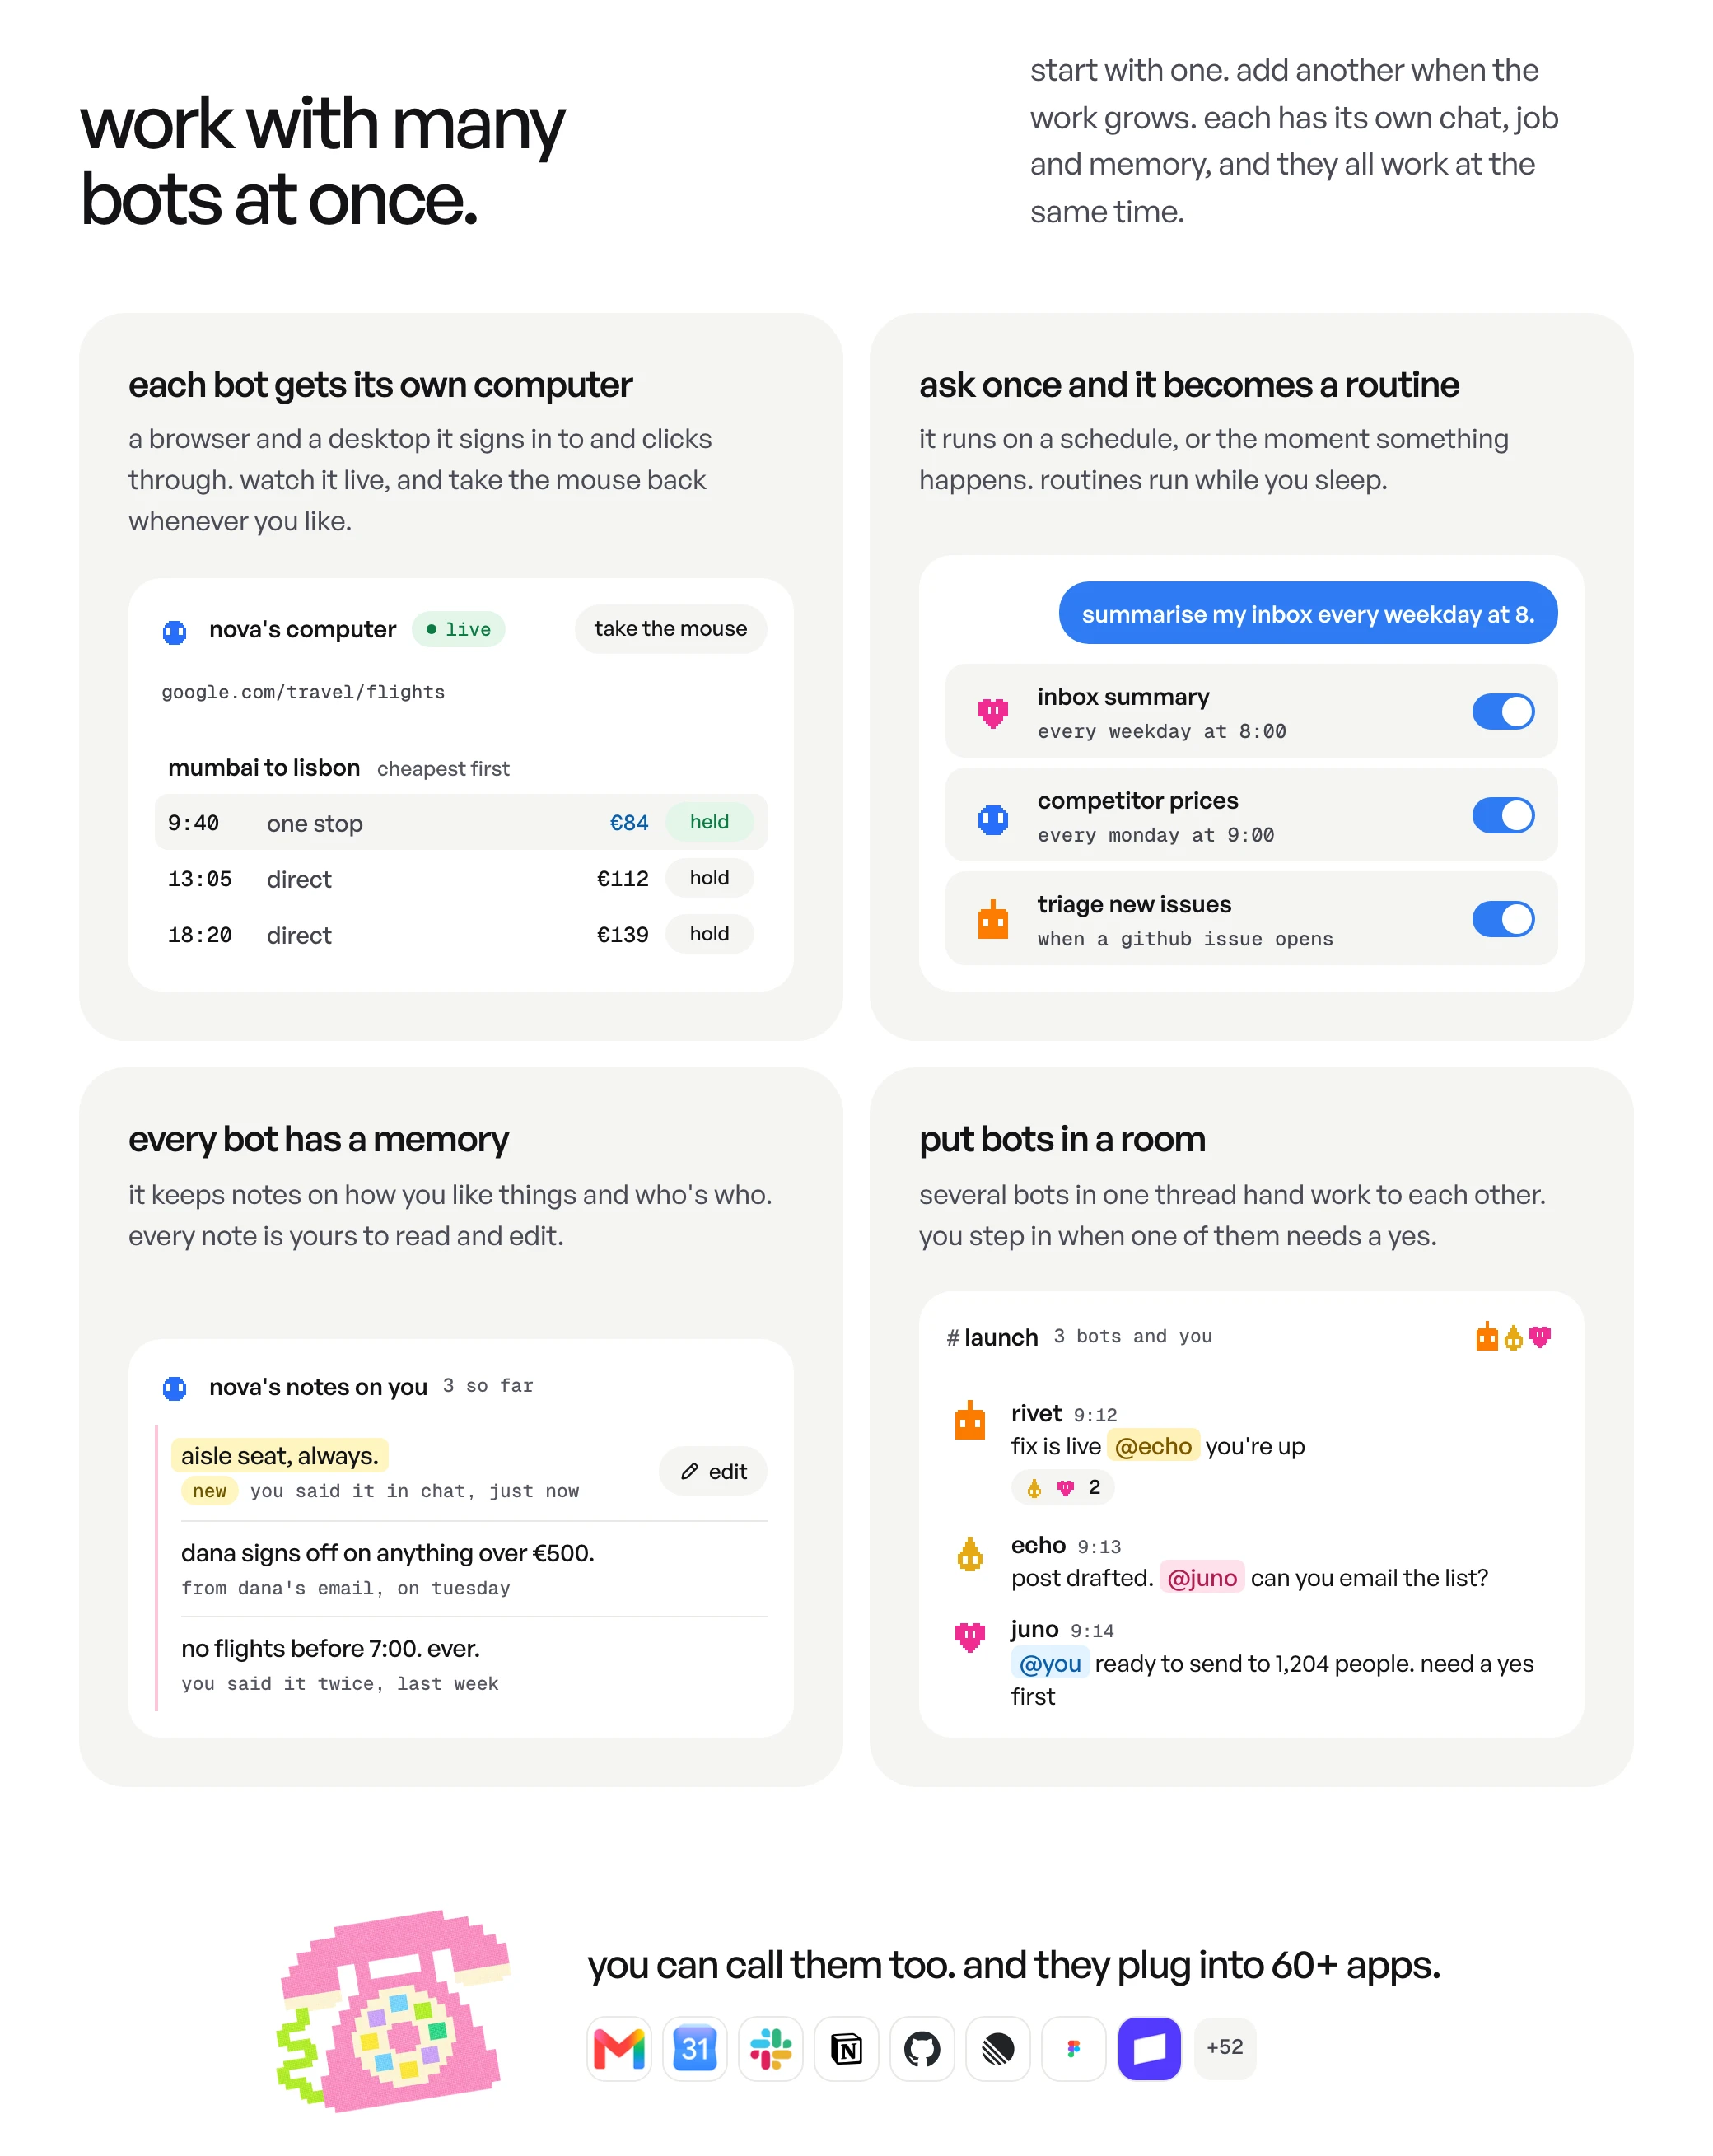 work with many
bots at once.
start with one. add another when the
work grows. each has its own chat, job
and memory, and they all work at the
same time.
each bot gets its own computer
a browser and a desktop it signs in to and clicks
through. watch it live, and take the mouse back
whenever you like.
nova's computer live take the mouse
google.com/travel/flights
mumbai to lisbon cheapest first
9:40 one stop €84 held
13:05 direct €112 hold
18:20 direct €139 hold
ask once and it becomes a routine
it runs on a schedule, or the moment something
happens. routines run while you sleep.
summarise my inbox every weekday at 8.
inbox summary
every weekday at 8:00
competitor prices
every monday at 9:00
triage new issues
when a github issue opens
every bot has a memory
it keeps notes on how you like things and who's who.
every note is yours to read and edit.
nova's notes on you 3 so far
aisle seat, always.
new you said it in chat, just now
edit
dana signs off on anything over €500.
from dana's email, on tuesday
no flights before 7:00. ever.
you said it twice, last week
put bots in a room
several bots in one thread hand work to each other.
you step in when one of them needs a yes.
# launch 3 bots and you
rivet 9:12
fix is live @echo you're up
2
echo 9:13
post drafted. @juno can you email the list?
juno 9:14
@you ready to send to 1,204 people. need a yes
first
you can call them too. and they plug into 60+ apps.
31
N
+52